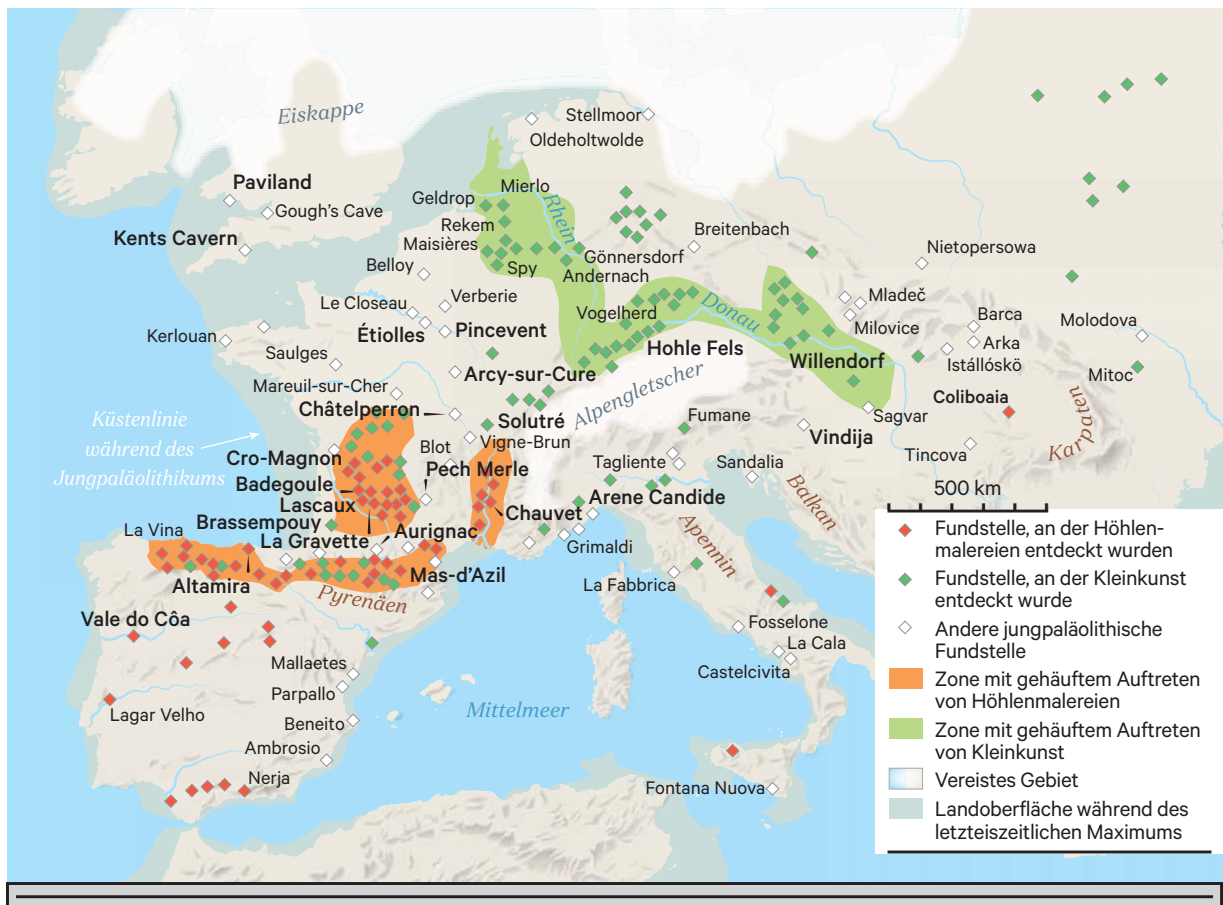 Eiskappe
Stellmoor
Oldeholtwolde
Paviland
Gough's Cave
Kents Cavern
Geldrop
Mierlo
Rhein
Rekem
Maisières
Spy
Gönnersdorf
Andernach
Breitenbach
Nietopersowa
Belloy
Le Closeau
Verberie
Étiolles
Pincevent
Vogelherd
Donau
Mladeč
Milovice
Barca
Arka
Istállóskö
Molodova
Mitoc
Kerlouan
Saulges
Hohle Fels
Willendorf
Arcy-sur-Cure
Mareuil-sur-Cher
Alpengletscher
Coliboaia
Karpaten
Châtelperron
Solutré
Fumane
Sagvar
Vindija
Küstenlinie
während des
Jungpaläolithikums
Blot
Vigne-Brun
Tincova
Cro-Magnon
Pech Merle
Tagliente
Sandalia
Badegoule
Lascaux
Chauvet
Arene Candide
Balkan
500 km
Brassempouy
La Gravette
Aurignac
Grimaldi
Apennin
La Vina
Altamira
Mas-d'Azil
Pyrenäen
La Fabbrica
Vale do Côa
Fosselone
La Cala
Castelcivita
Mallaetes
Parpallo
Beneito
Mittelmeer
Lagar Velho
Ambrosio
Nerja
Fontana Nuova
Fundstelle, an der Höhlen-
malereien entdeckt wurden
Fundstelle, an der Kleinkunst
entdeckt wurde
Andere jungpaläolithische
Fundstelle
Zone mit gehäuftem Auftreten
von Höhlenmalereien
Zone mit gehäuftem Auftreten
von Kleinkunst
Vereistes Gebiet
Landoberfläche während des
letzteiszeitlichen Maximums